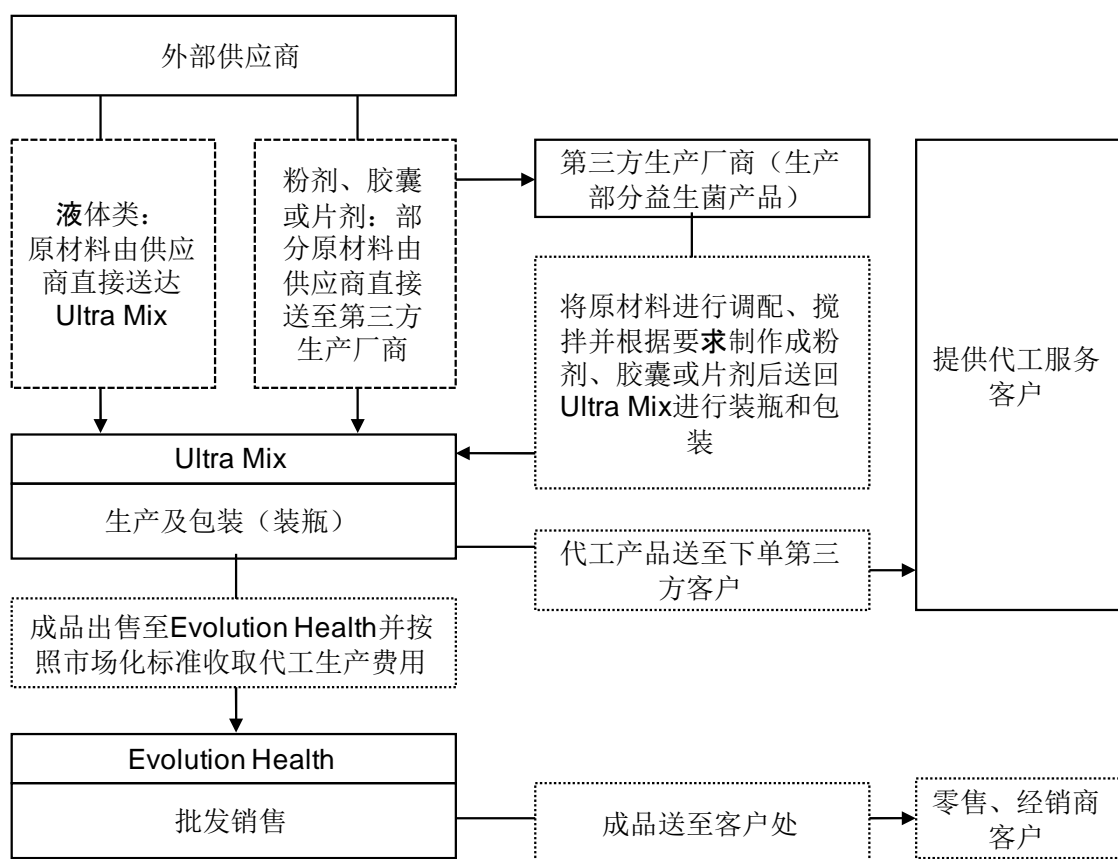 外部供应商
液体类：
原材料由供应
商直接送达
Ultra Mix
粉剂、胶囊
或片剂：部
分原材料由
供应商直接
送至第三方
生产厂商
第三方生产厂商（生产
部分益生菌产品）
将原材料进行调配、搅
拌并根据要求制作成粉
剂、胶囊或片剂后送回
Ultra Mix进行装瓶和包
装
提供代工服务
客户
Ultra Mix
生产及包装（装瓶）
代工产品送至下单第三
方客户
成品出售至Evolution Health并按
照市场化标准收取代工生产费用
Evolution Health
批发销售
成品送至客户处
零售、经销商
客户